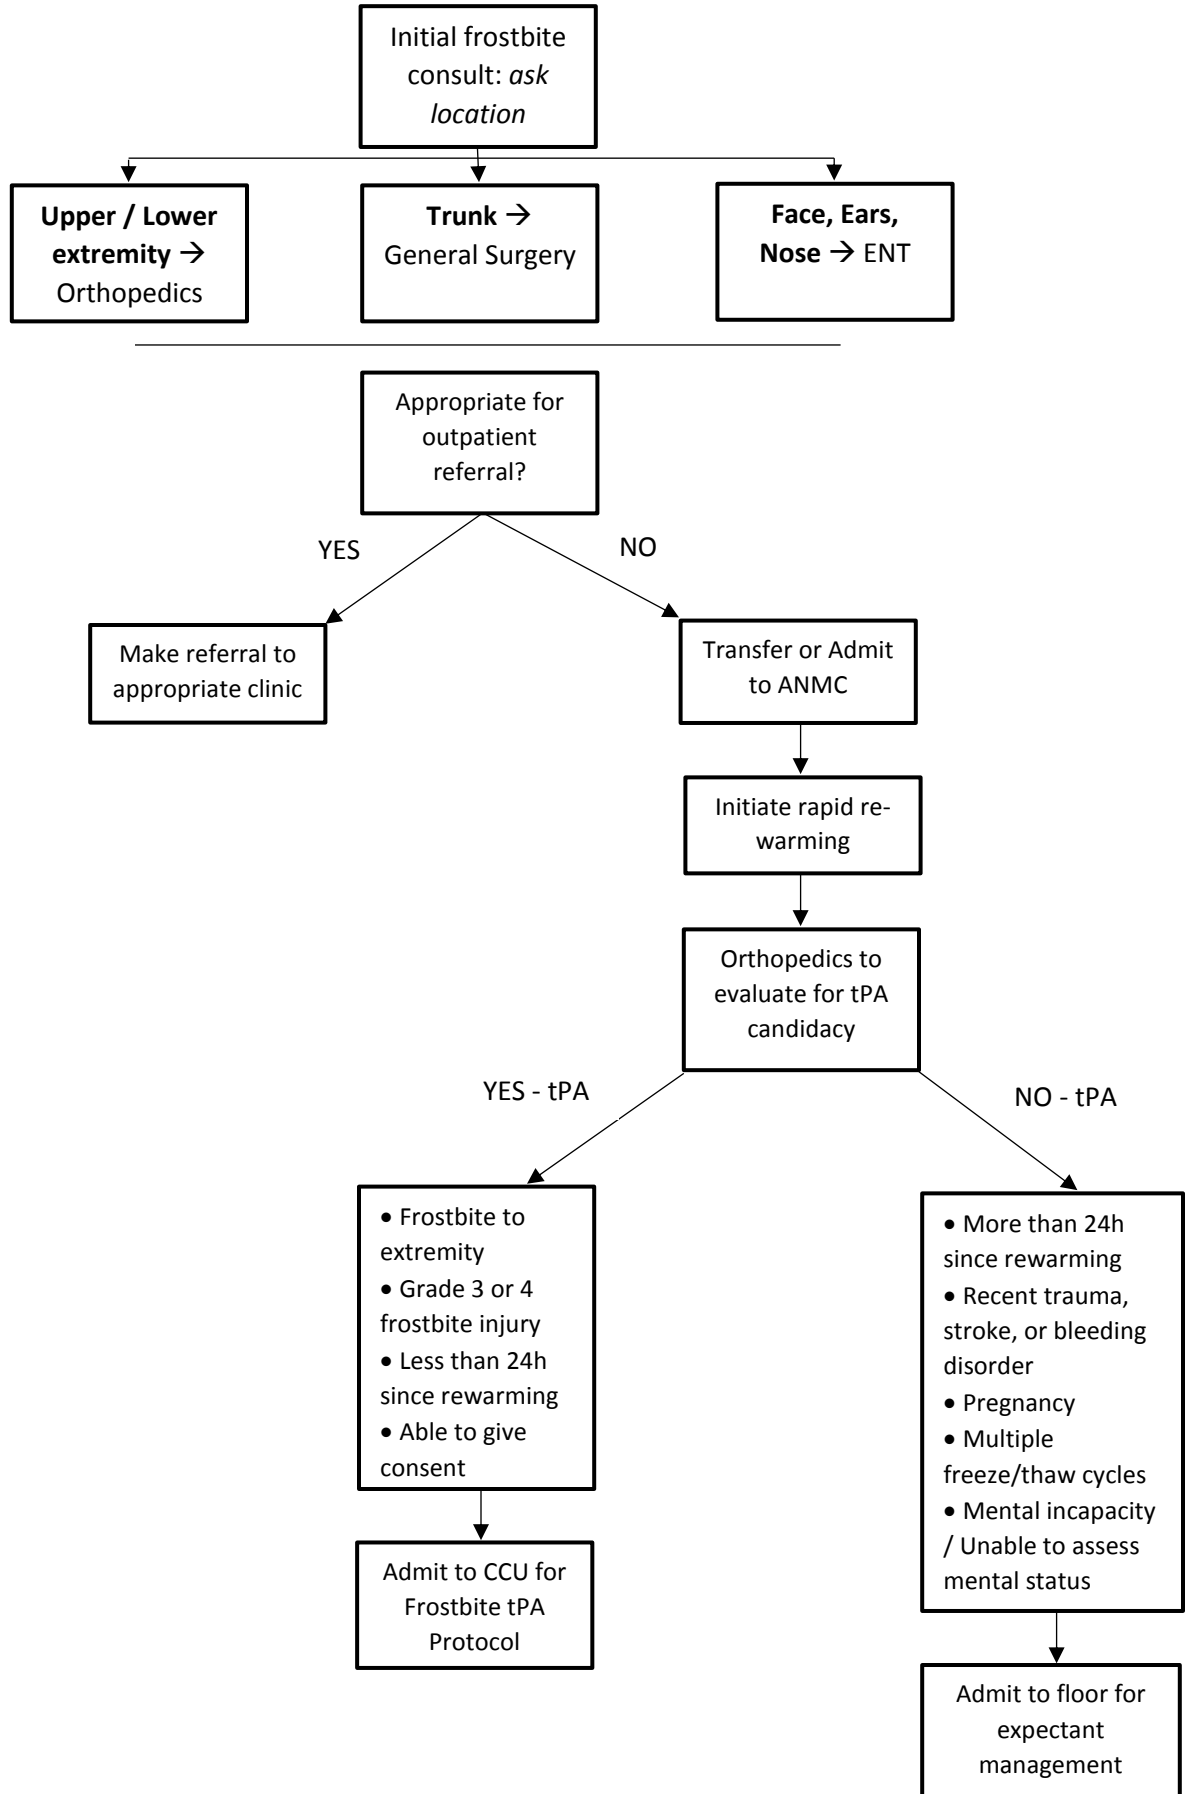 Initial frostbite
consult: ask
location
Upper / Lower
extremity →
Orthopedics
Trunk →
General Surgery
Face, Ears,
Nose → ENT
Appropriate for
outpatient
referral?
YES
NO
Make referral to
appropriate clinic
Transfer or Admit
to ANMC
Initiate rapid re-
warming
Orthopedics to
evaluate for tPA
candidacy
YES - tPA
NO - tPA
• Frostbite to
extremity
• Grade 3 or 4
frostbite injury
• Less than 24h
since rewarming
• Able to give
consent
• More than 24h
since rewarming
• Recent trauma,
stroke, or bleeding
disorder
• Pregnancy
• Multiple
freeze/thaw cycles
• Mental incapacity
/ Unable to assess
mental status
Admit to CCU for
Frostbite tPA
Protocol
Admit to floor for
expectant
management